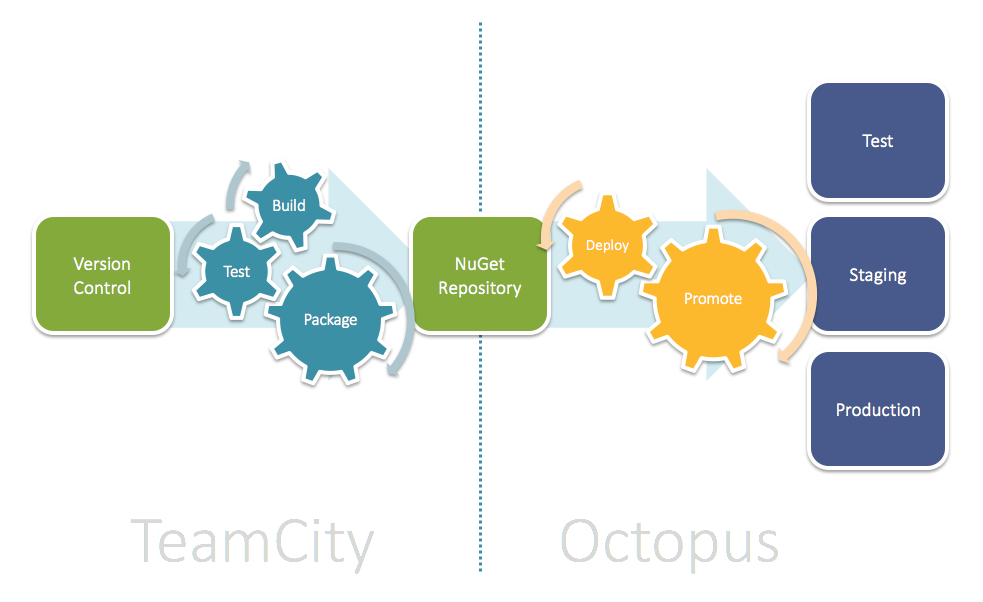 Version
Control
Build
Test
Package
NuGet
Repository
Deploy
Promote
Test
Staging
Production
TeamCity
Octopus